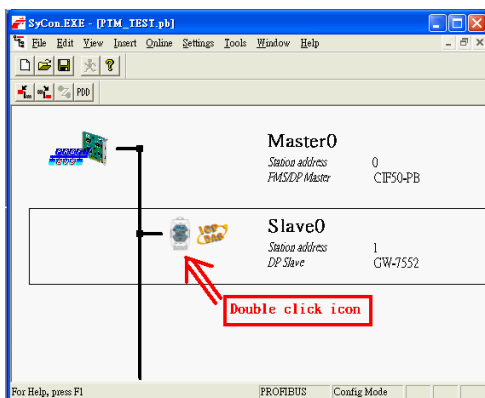 SyCon.EXE - [PTM_TEST.pb]
File Edit View Insert Online Settings Tools Window Help
PDD
Master0
Station address 0
FMS/DP Master CIF50-PB
ICP
DAS
Slave0
Station address 1
DP Slave GW-7552
Double click icon
For Help, press F1 PROFIBUS Config Mode